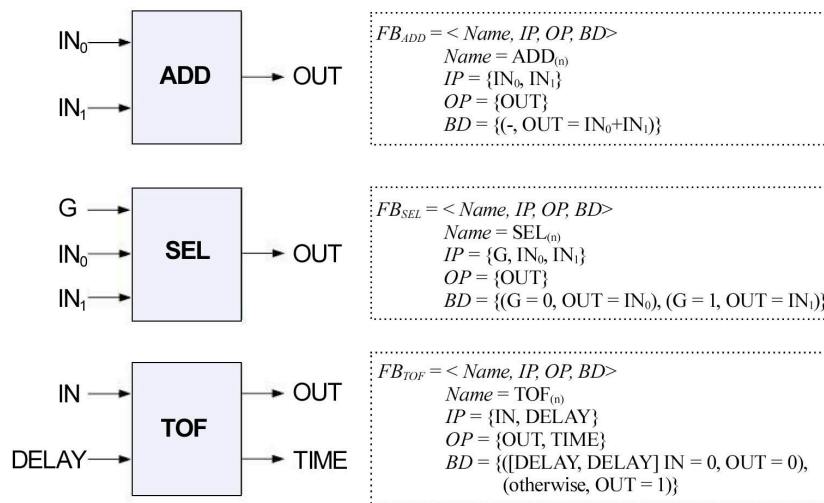 IN₀
IN₁
ADD
OUT
FB_ADD = < Name, IP, OP, BD>
Name = ADD₍ₙ₎
IP = {IN₀, IN₁}
OP = {OUT}
BD = {(-, OUT = IN₀+IN₁)}
G
IN₀
IN₁
SEL
OUT
FB_SEL = < Name, IP, OP, BD>
Name = SEL₍ₙ₎
IP = {G, IN₀, IN₁}
OP = {OUT}
BD = {(G = 0, OUT = IN₀), (G = 1, OUT = IN₁)}
IN
DELAY
TOF
OUT
TIME
FB_TOF = < Name, IP, OP, BD>
Name = TOF₍ₙ₎
IP = {IN, DELAY}
OP = {OUT, TIME}
BD = {([DELAY, DELAY] IN = 0, OUT = 0),
(otherwise, OUT = 1)}